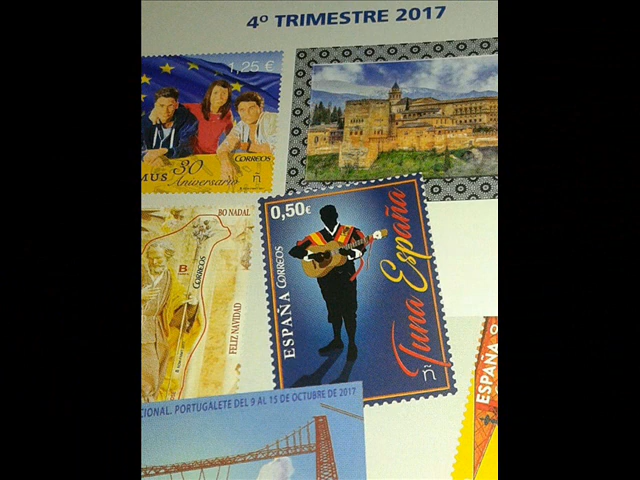 4º TRIMESTRE 2017
1,25 €
CORREOS
MUS 30
Aniversario
BO NADAL
B
CORREOS
FELIZ NAVIDAD
0,50€
ESPAÑA CORREOS
Tuna España
ñ
ESPAÑA
CIONAL. PORTUGALETE DEL 9 AL 15 DE OCTUBRE DE 2017